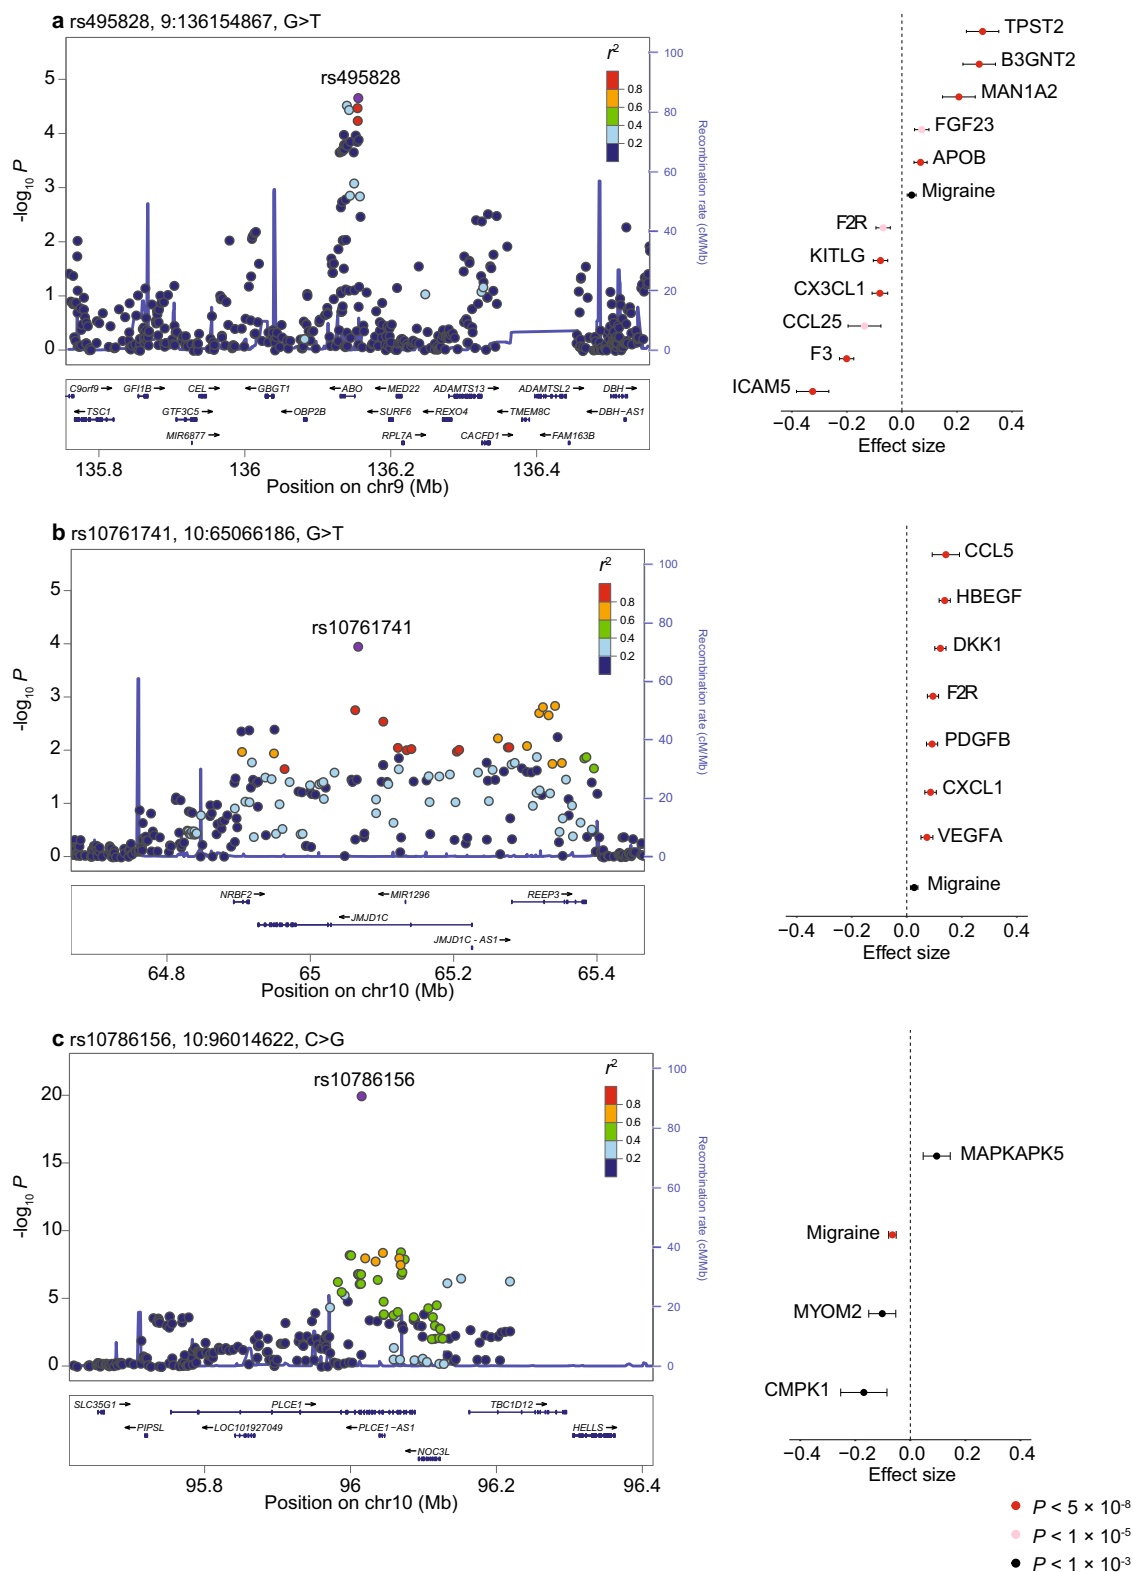 a rs495828, 9:136154867, G>T
r²
rs495828
0.8
0.6
0.4
0.2
5
4
3
2
1
0
-log₁₀ P
100
80
60
40
20
0
Recombination rate (cM/Mb)
C9orf9 GFI1B CEL GBGT1 ABO MED22 ADAMTS13 ADAMTSL2 DBH
TSC1 GTF3C5 OBP2B SURF6 REXO4 TMEM8C DBH−AS1
MIR6877 RPL7A CACFD1 FAM163B
135.8 136 136.2 136.4
Position on chr9 (Mb)
TPST2
B3GNT2
MAN1A2
FGF23
APOB
Migraine
F2R
KITLG
CX3CL1
CCL25
F3
ICAM5
−0.4 −0.2 0.0 0.2 0.4
Effect size
b rs10761741, 10:65066186, G>T
r²
rs10761741
0.8
0.6
0.4
0.2
5
4
3
2
1
0
-log₁₀ P
100
80
60
40
20
0
Recombination rate (cM/Mb)
NRBF2 MIR1296 REEP3
JMJD1C
JMJD1C - AS1
64.8 65 65.2 65.4
Position on chr10 (Mb)
CCL5
HBEGF
DKK1
F2R
PDGFB
CXCL1
VEGFA
Migraine
−0.4 −0.2 0.0 0.2 0.4
Effect size
c rs10786156, 10:96014622, C>G
r²
rs10786156
0.8
0.6
0.4
0.2
20
15
10
5
0
-log₁₀ P
100
80
60
40
20
0
Recombination rate (cM/Mb)
SLC35G1 PLCE1 TBC1D12
PIPSL LOC101927049 PLCE1−AS1 HELLS
NOC3L
95.8 96 96.2 96.4
Position on chr10 (Mb)
MAPKAPK5
Migraine
MYOM2
CMPK1
−0.4 −0.2 0.0 0.2 0.4
Effect size
P < 5 × 10⁻⁸
P < 1 × 10⁻⁵
P < 1 × 10⁻³